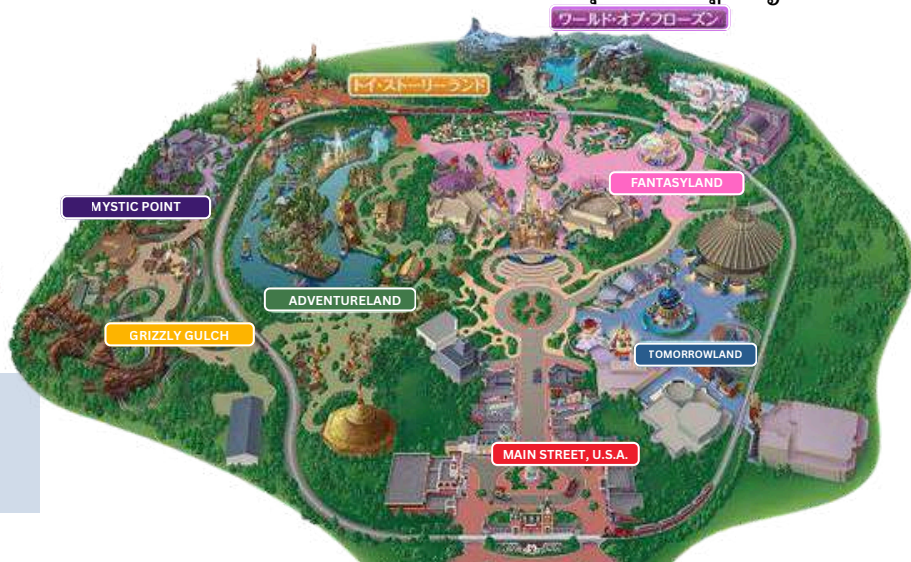 ワールド・オブ・フローズン
トイ・ストーリーランド
FANTASYLAND
MYSTIC POINT
ADVENTURELAND
GRIZZLY GULCH
TOMORROWLAND
MAIN STREET, U.S.A.